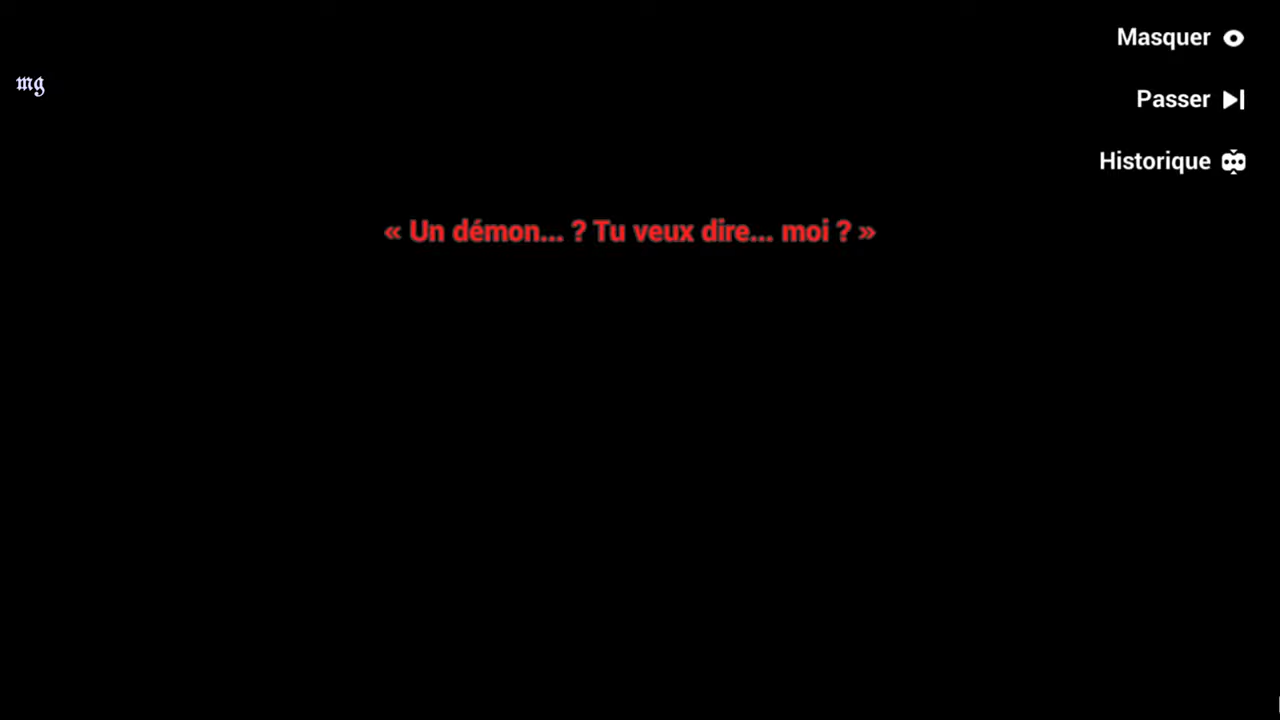 Masquer
𝔪𝔤
Passer
Historique
« Un démon... ? Tu veux dire... moi ? »